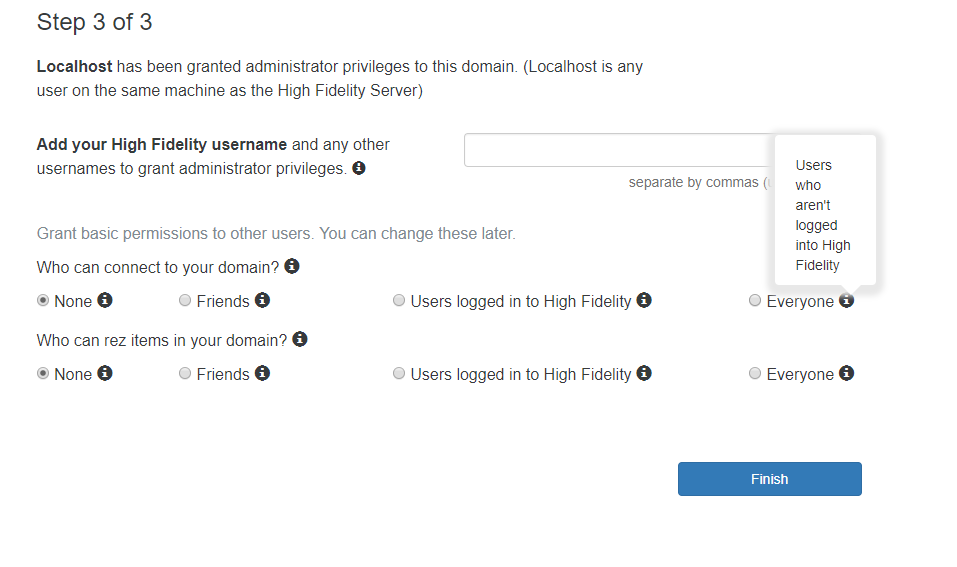 Step 3 of 3
Localhost has been granted administrator privileges to this domain. (Localhost is any
user on the same machine as the High Fidelity Server)
Add your High Fidelity username and any other
usernames to grant administrator privileges.
separate by commas (
Users
who
aren't
logged
into High
Fidelity
Grant basic permissions to other users. You can change these later.
Who can connect to your domain?
None Friends Users logged in to High Fidelity Everyone
Who can rez items in your domain?
None Friends Users logged in to High Fidelity Everyone
Finish